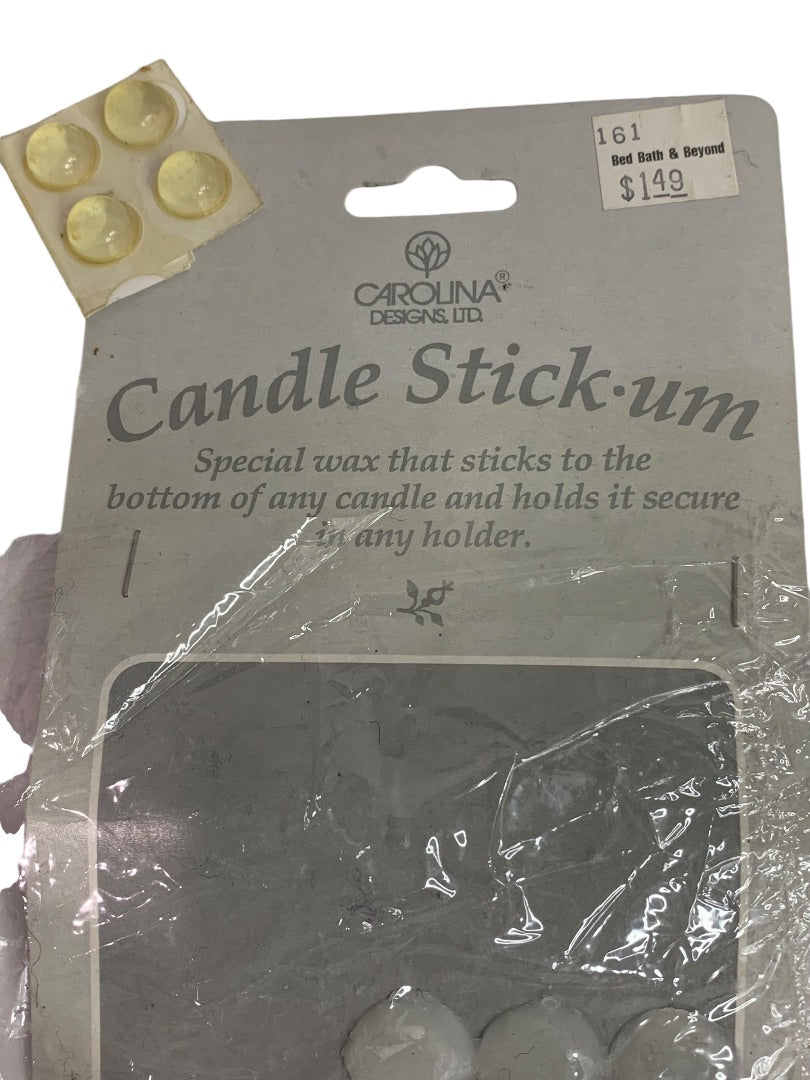 161
Bed Bath & Beyond
$1.49
CAROLINA®
DESIGNS, LTD.
Candle Stick·um
Special wax that sticks to the
bottom of any candle and holds it secure
in any holder.